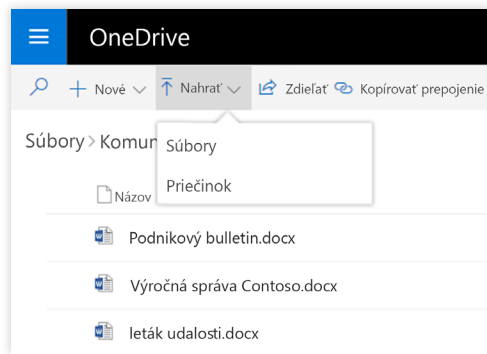 OneDrive
Nové Nahrať Zdieľať Kopírovať prepojenie
Súbory > Komun
Súbory
Priečinok
Názov
Podnikový bulletin.docx
Výročná správa Contoso.docx
leták udalosti.docx